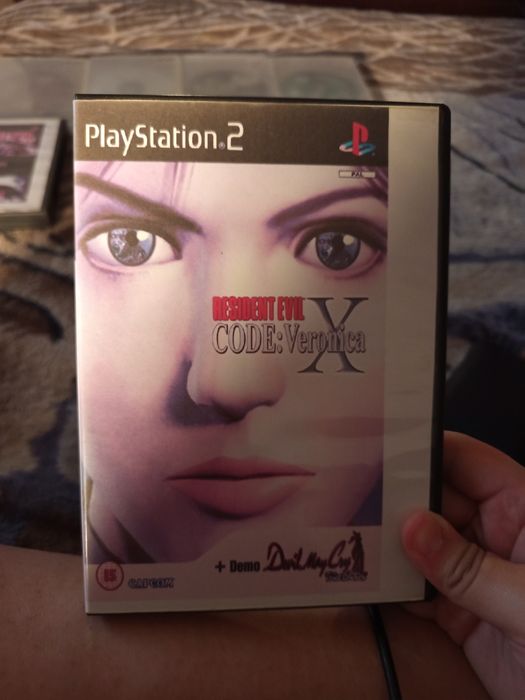 PlayStation.2
PAL
RESIDENT EVIL
CODE: Veronica X
15
CAPCOM
+ Demo Devil May Cry